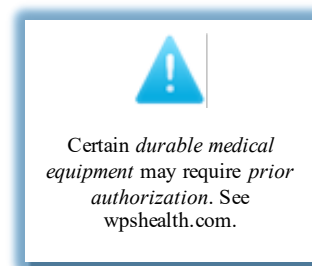 Certain durable medical
equipment may require prior
authorization. See
wpshealth.com.